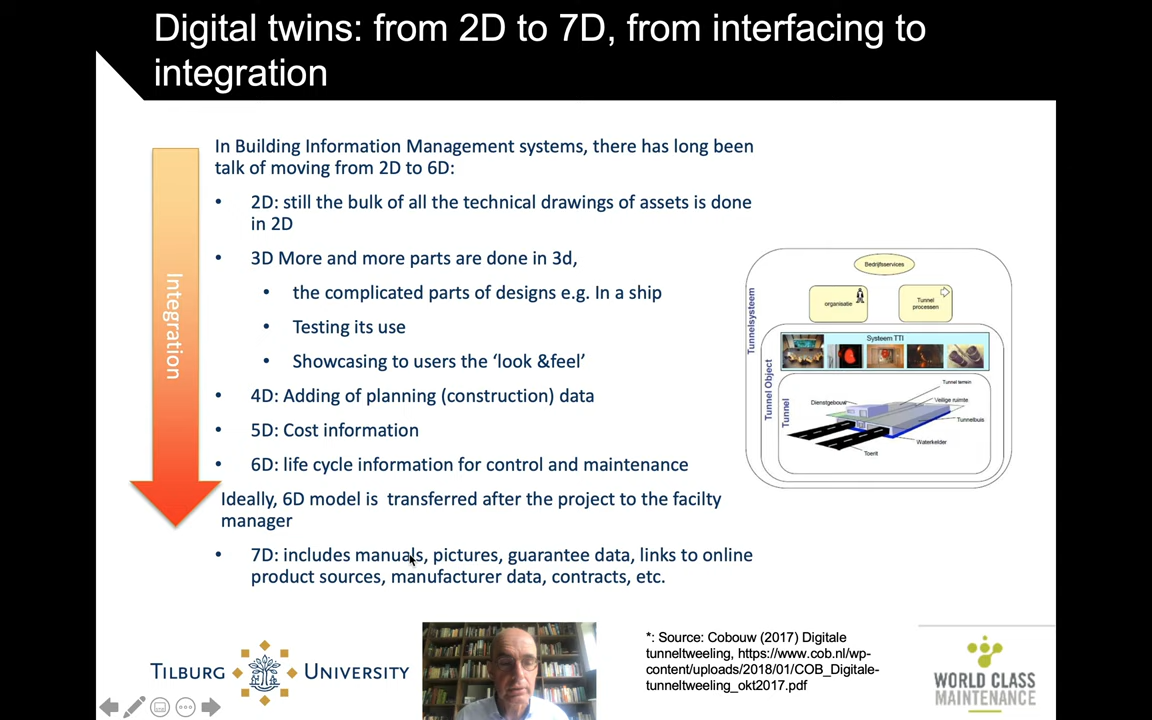 Digital twins: from 2D to 7D, from interfacing to
integration
In Building Information Management systems, there has long been
talk of moving from 2D to 6D:
• 2D: still the bulk of all the technical drawings of assets is done
in 2D
• 3D More and more parts are done in 3d,
• the complicated parts of designs e.g. In a ship
• Testing its use
• Showcasing to users the ‘look &feel’
• 4D: Adding of planning (construction) data
• 5D: Cost information
• 6D: life cycle information for control and maintenance
Ideally, 6D model is transferred after the project to the facilty
manager
• 7D: includes manuals, pictures, guarantee data, links to online
product sources, manufacturer data, contracts, etc.
Integration
Bedrijfsservices
organisatie
Tunnel
processen
Tunnelsysteem
Systeem TTI
Tunnel Object
Tunnel
Tunnel terrein
Dienstgebouw
Veilige ruimte
Tunnelbuis
Waterkelder
Toerit
TILBURG UNIVERSITY
*: Source: Cobouw (2017) Digitale
tunneltweeling, https://www.cob.nl/wp-
content/uploads/2018/01/COB_Digitale-
tunneltweeling_okt2017.pdf
WORLD CLASS
MAINTENANCE